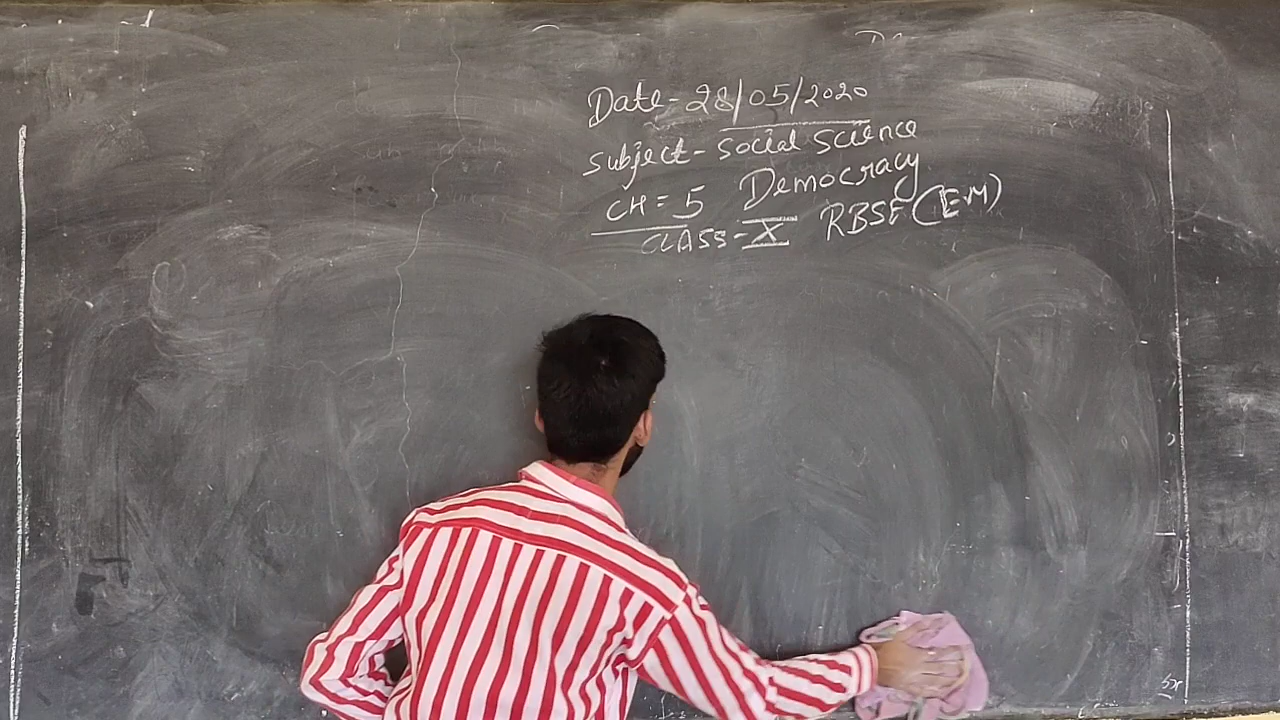 Date- 28/05/2020
Subject- Social Science
CH= 5 Democracy
CLASS- X RBSE (EM)